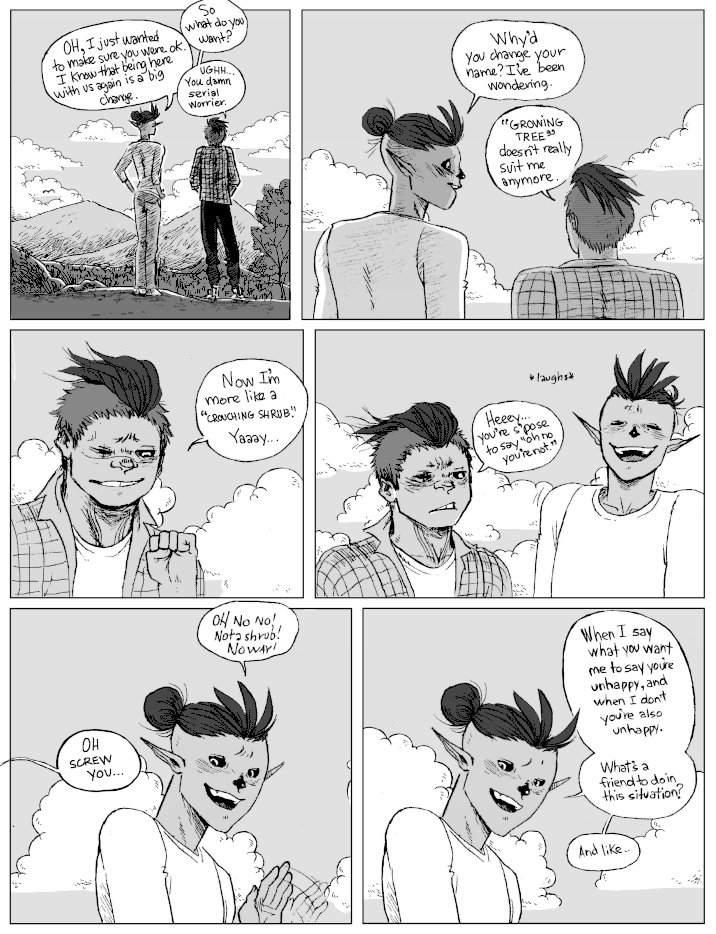 So
what do you
want?
OH, I just wanted
to make sure you were ok.
I know that being here
with us again is a big
change.
UGHH...
You damn
serial
worrier.
Why'd
you change your
name? I've been
wondering.
"GROWING
TREE"
doesn't really
suit me
anymore.
Now I'm
more like a
"CROUCHING SHRUB."
Yaaay...
Heeey...
you're s'pose
to say "oh no
you're not."
*laughs*
OH NO NO!
Not a shrub!
NO WAY!
OH
SCREW
YOU...
When I say
what you want
me to say you're
unhappy, and
when I don't
you're also
unhappy.
What's a
friend to do in
this situation?
And like..